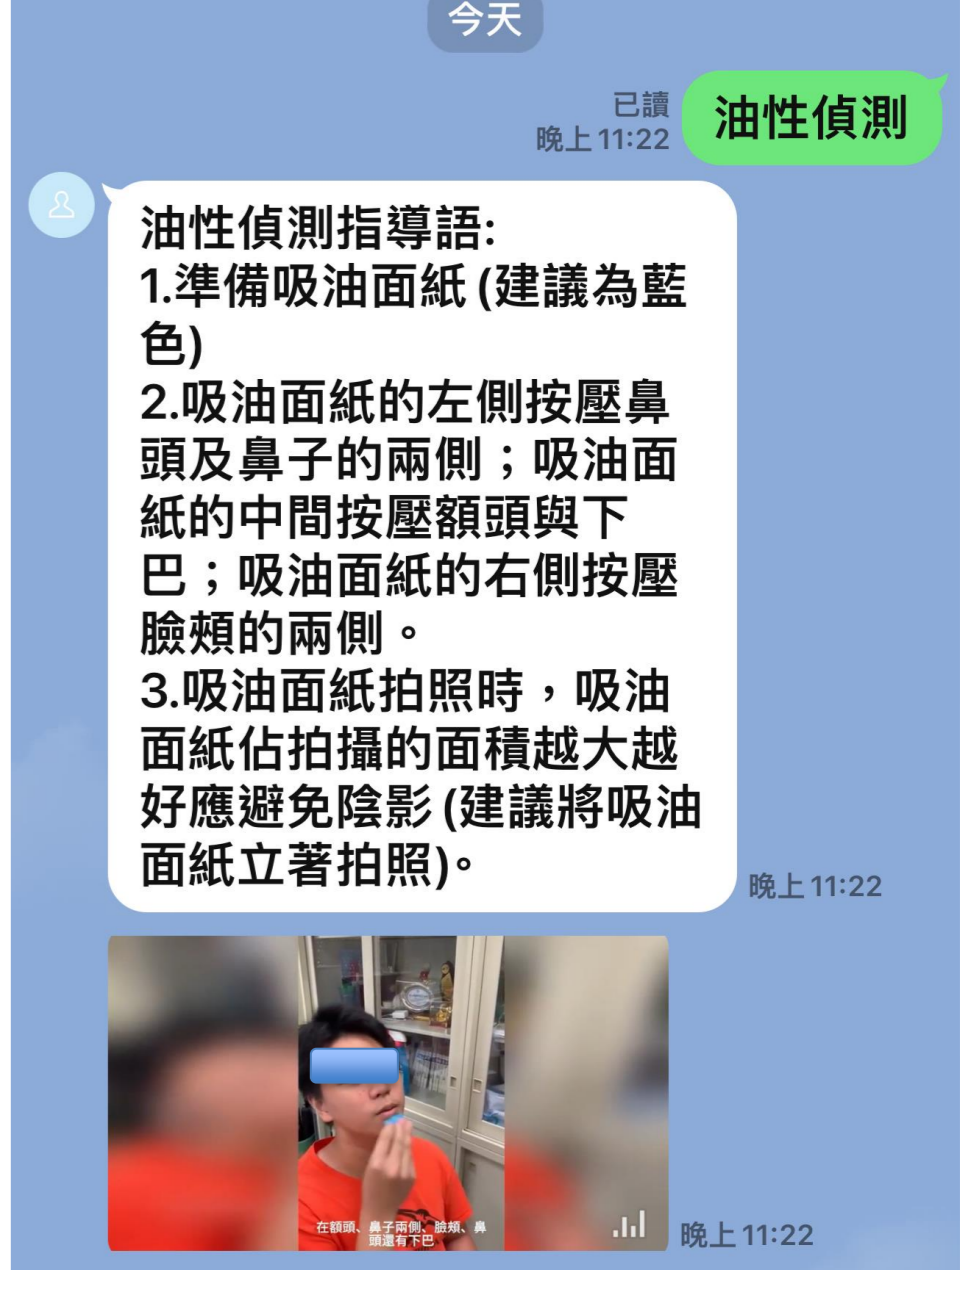 今天
已讀
晚上 11:22
油性偵測
油性偵測指導語:
1.準備吸油面紙 (建議為藍
色)
2.吸油面紙的左側按壓鼻
頭及鼻子的兩側；吸油面
紙的中間按壓額頭與下
巴；吸油面紙的右側按壓
臉頰的兩側。
3.吸油面紙拍照時，吸油
面紙佔拍攝的面積越大越
好應避免陰影 (建議將吸油
面紙立著拍照)。
晚上 11:22
在額頭、鼻子兩側、臉頰、鼻
頭還有下巴
晚上 11:22